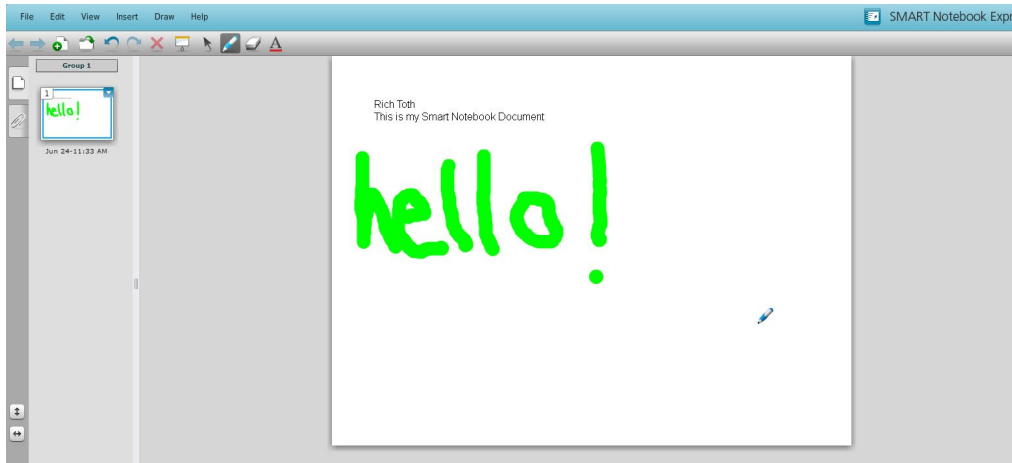 File Edit View Insert Draw Help
SMART Notebook Expr
Group 1
1
hello!
Jun 24-11:33 AM
Rich Toth
This is my Smart Notebook Document
hello!